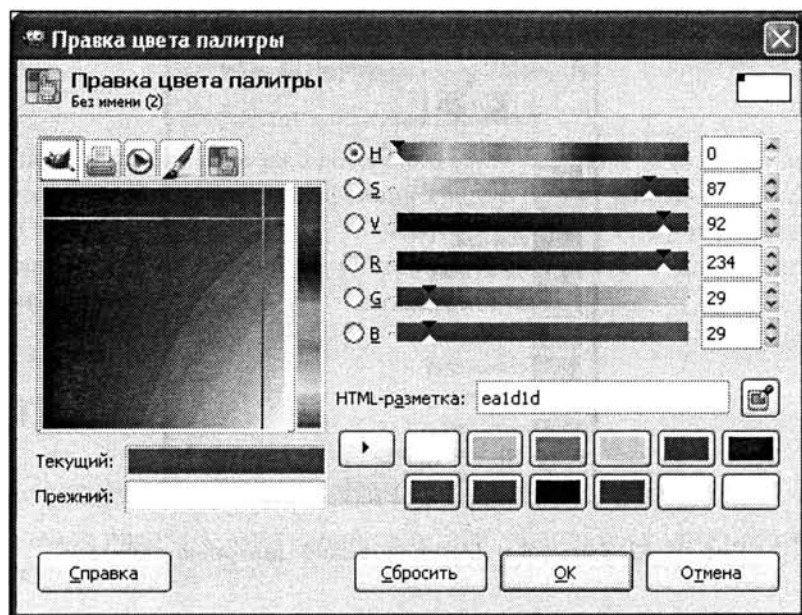 Правка цвета палитры
Правка цвета палитры
Без имени (2)
H 0
S 87
V 92
R 234
G 29
B 29
HTML-разметка: ea1d1d
Текущий:
Прежний:
Справка Сбросить OK Отмена